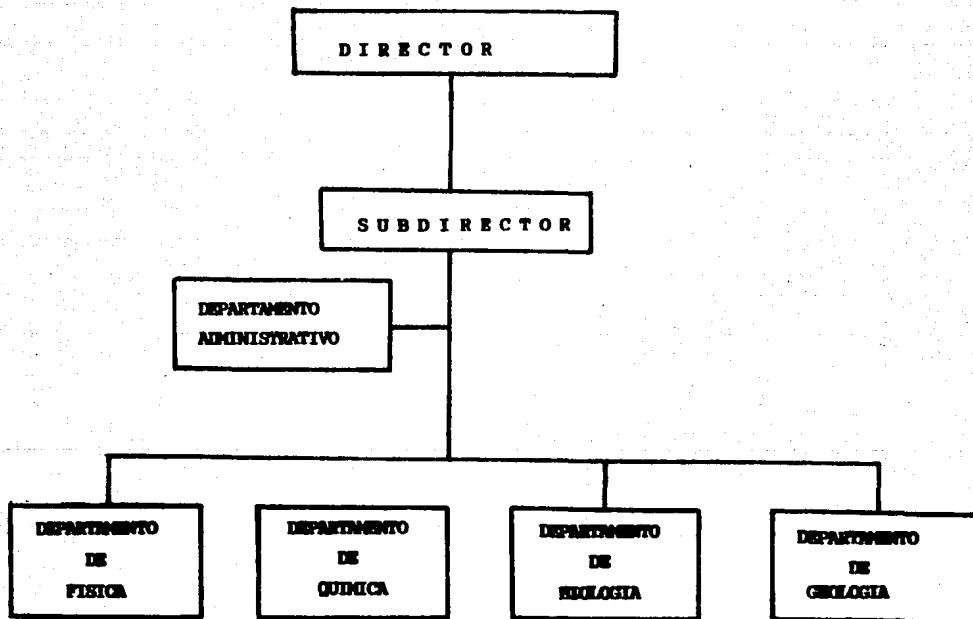 DIRECTOR
SUBDIRECTOR
DEPARTAMENTO
ADMINISTRATIVO
DEPARTAMENTO
DE
FISICA
DEPARTAMENTO
DE
QUIMICA
DEPARTAMENTO
DE
BIOLOGIA
DEPARTAMENTO
DE
GEOLOGIA